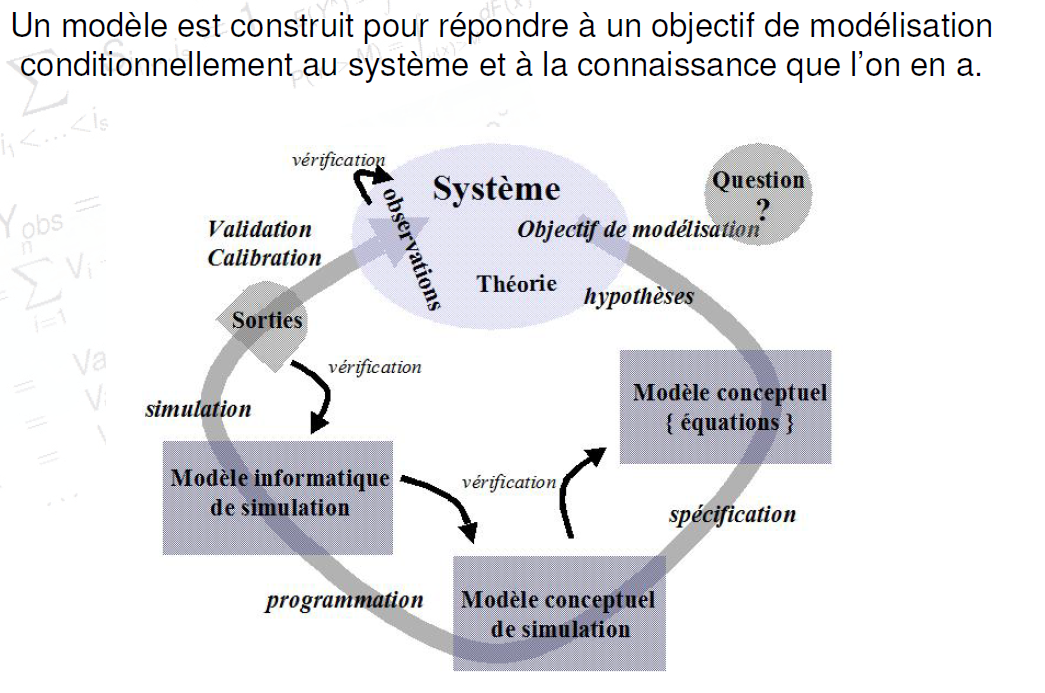 Un modèle est construit pour répondre à un objectif de modélisation
conditionnellement au système et à la connaissance que l'on en a.
vérification
Système
Question
?
observations
Validation
Calibration
Objectif de modélisation
Théorie
hypothèses
Sorties
vérification
simulation
Modèle conceptuel
{ équations }
Modèle informatique
de simulation
vérification
spécification
programmation
Modèle conceptuel
de simulation